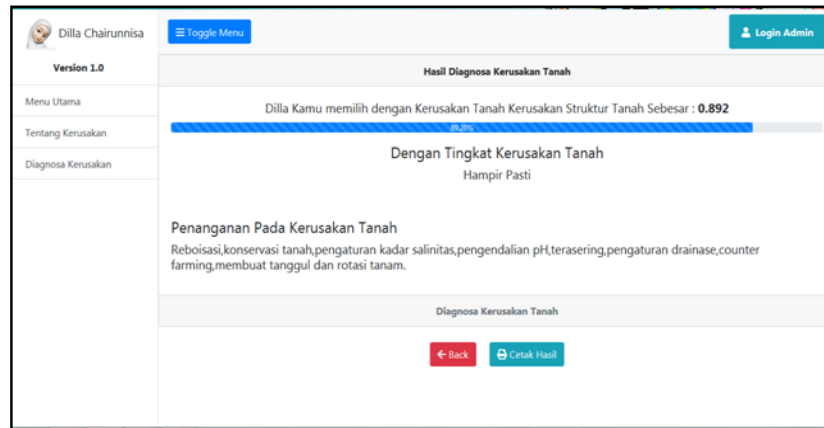 Dilla Chairunnisa
Toggle Menu
Login Admin
Version 1.0
Hasil Diagnosa Kerusakan Tanah
Menu Utama
Tentang Kerusakan
Diagnosa Kerusakan
Dilla Kamu memilih dengan Kerusakan Tanah Kerusakan Struktur Tanah Sebesar : 0.892
89.20%
Dengan Tingkat Kerusakan Tanah
Hampir Pasti
Penanganan Pada Kerusakan Tanah
Reboisasi,konservasi tanah,pengaturan kadar salinitas,pengendalian pH,terasering,pengaturan drainase,counter
farming,membuat tanggul dan rotasi tanam.
Diagnosa Kerusakan Tanah
Back
Cetak Hasil